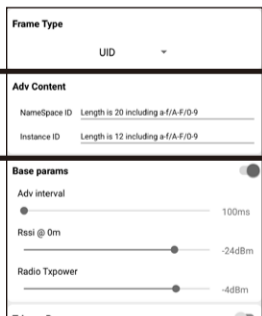 Frame Type
UID
Adv Content
NameSpace ID Length is 20 including a-f/A-F/0-9
Instance ID Length is 12 including a-f/A-F/0-9
Base params
Adv interval
100ms
Rssi @ 0m
-24dBm
Radio Txpower
-4dBm